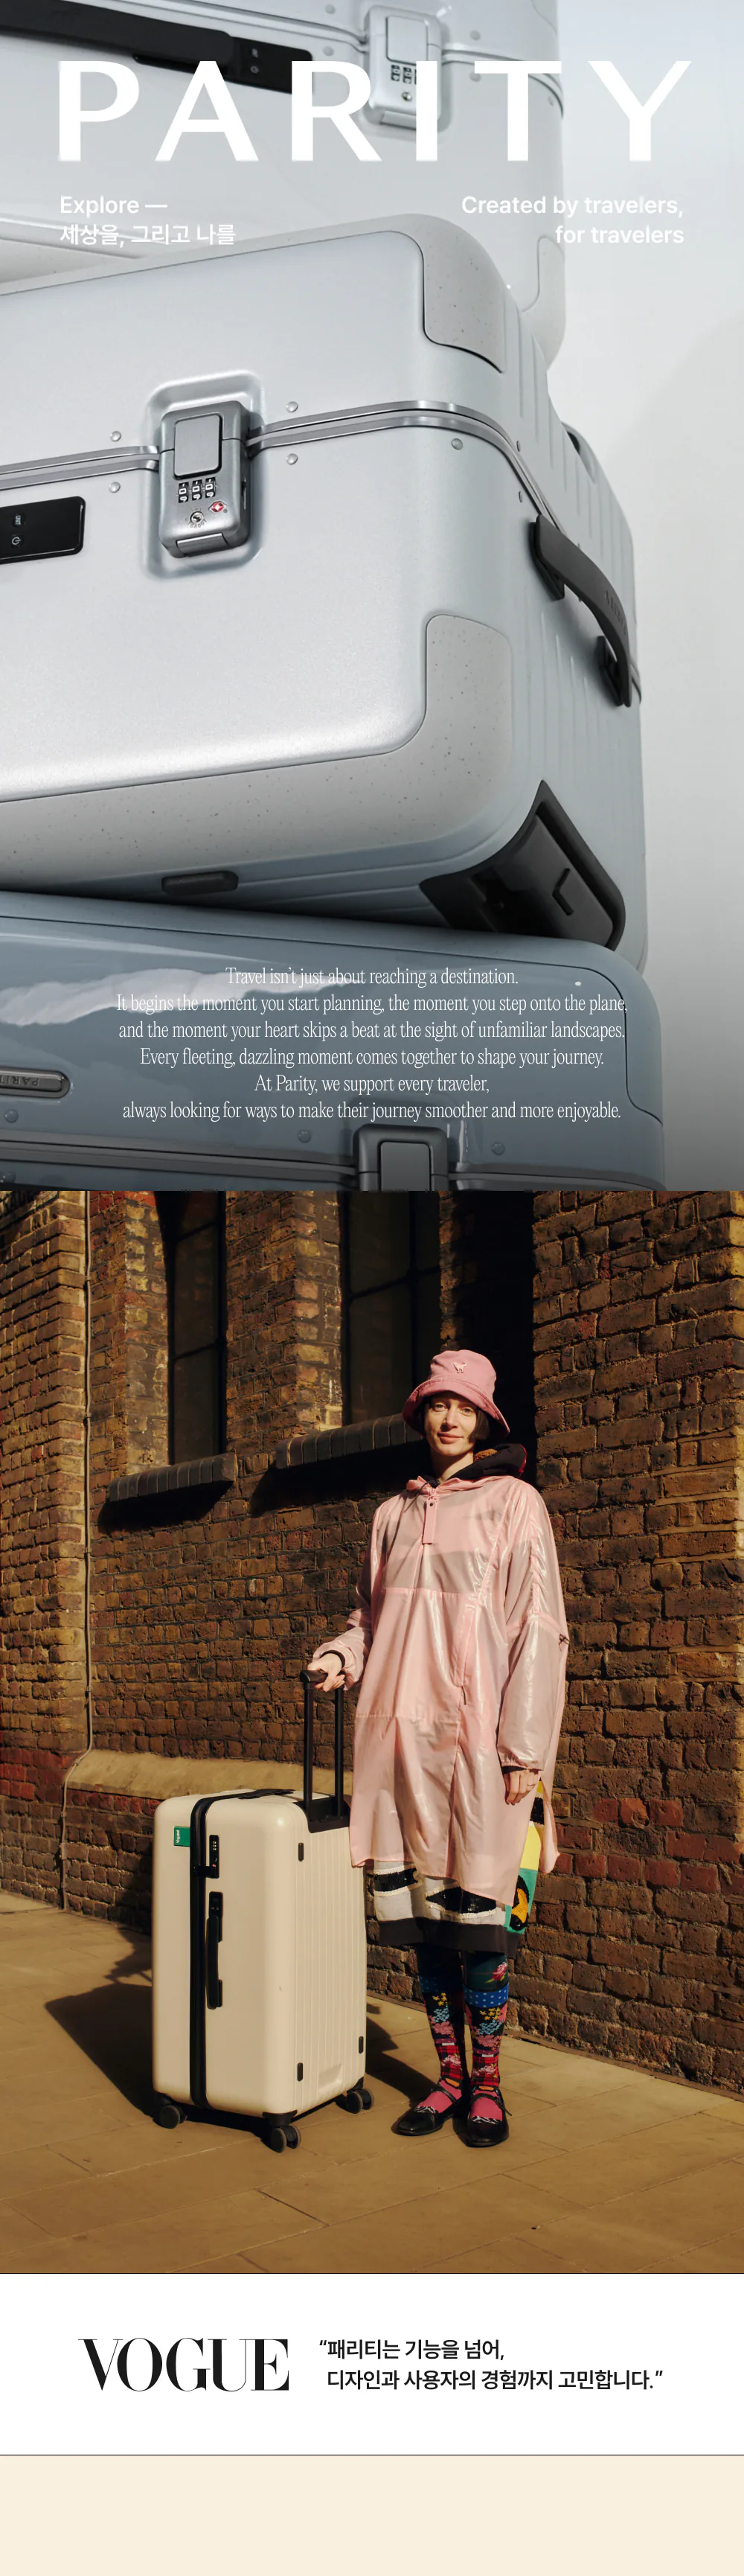 PARITY
Explore —
세상을, 그리고 나를
Created by travelers,
for travelers
Travel isn't just about reaching a destination.
It begins the moment you start planning, the moment you step onto the plane,
and the moment your heart skips a beat at the sight of unfamiliar landscapes.
Every fleeting, dazzling moment comes together to shape your journey.
At Parity, we support every traveler,
always looking for ways to make their journey smoother and more enjoyable.
PARITY
VOGUE
“패리티는 기능을 넘어,
디자인과 사용자의 경험까지 고민합니다.”